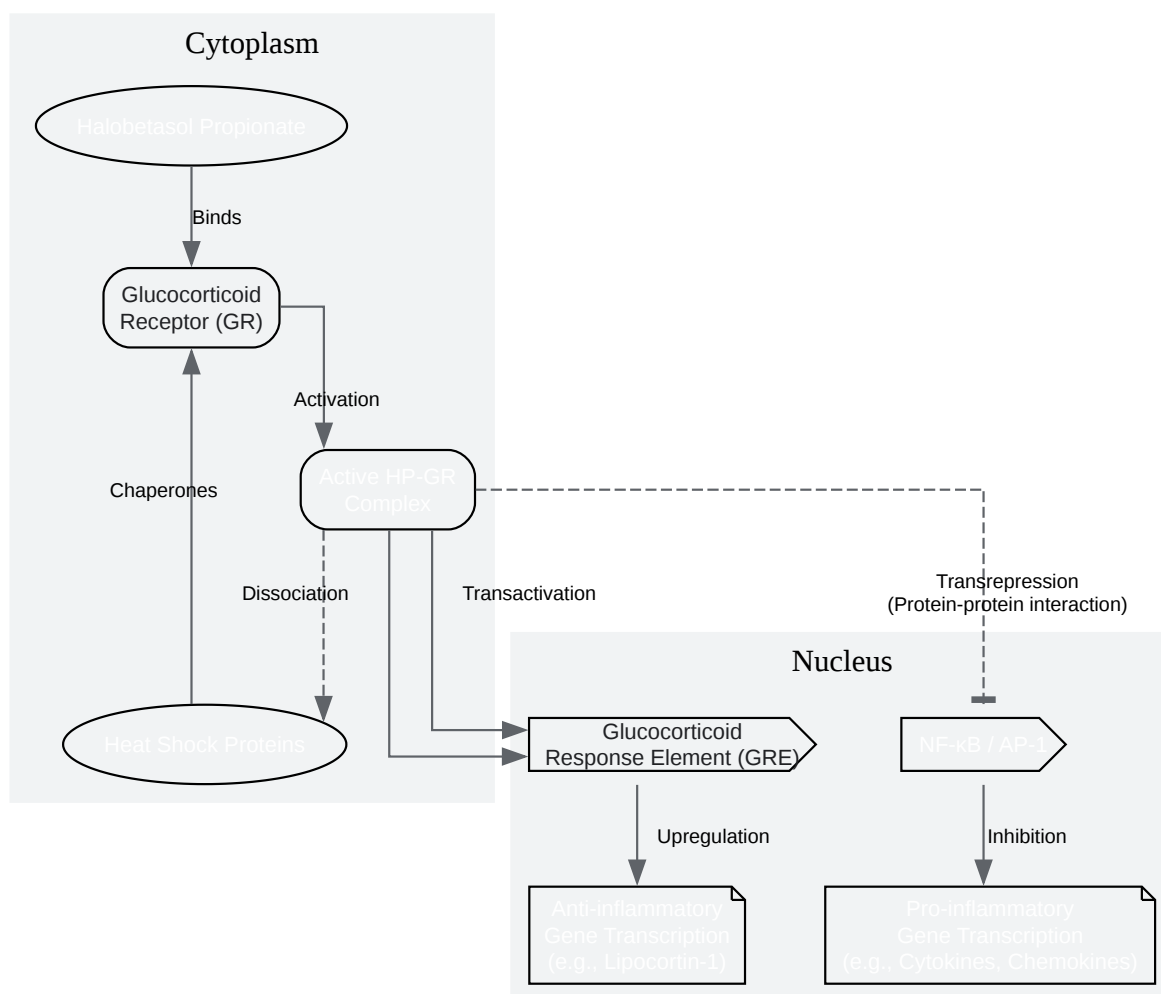 Cytoplasm
Halobetasol Propionate
Binds
Glucocorticoid
Receptor (GR)
Activation
Active HP-GR
Complex
Chaperones
Dissociation
Transactivation
Transrepression
(Protein-protein interaction)
Heat Shock Proteins
Nucleus
Glucocorticoid
Response Element (GRE)
NF-κB / AP-1
Upregulation
Inhibition
Anti-inflammatory
Gene Transcription
(e.g., Lipocortin-1)
Pro-inflammatory
Gene Transcription
(e.g., Cytokines, Chemokines)